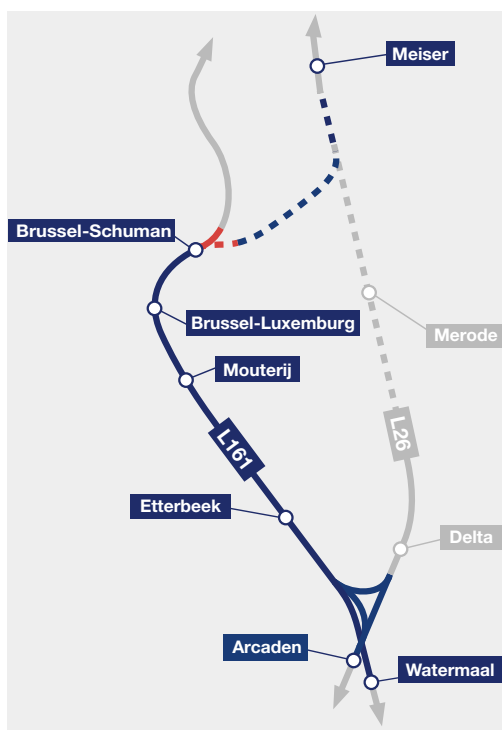 Meiser
Brussel-Schuman
Brussel-Luxemburg
Merode
Mouterij
L161
L26
Etterbeek
Delta
Arcaden
Watermaal